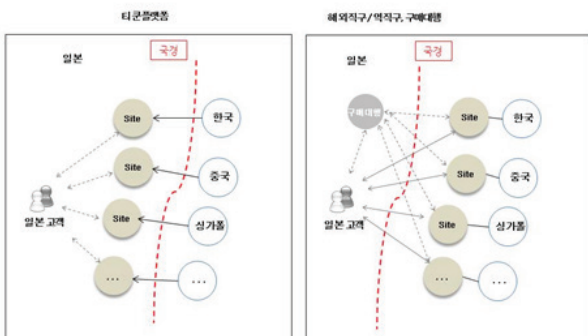 티쿤플랫폼
일본
국경
Site
한국
Site
중국
일본 고객
Site
싱가폴
...
...
해외직구/역직구, 구매대행
일본
국경
구매대행
Site
한국
Site
중국
일본 고객
Site
싱가폴
...
...